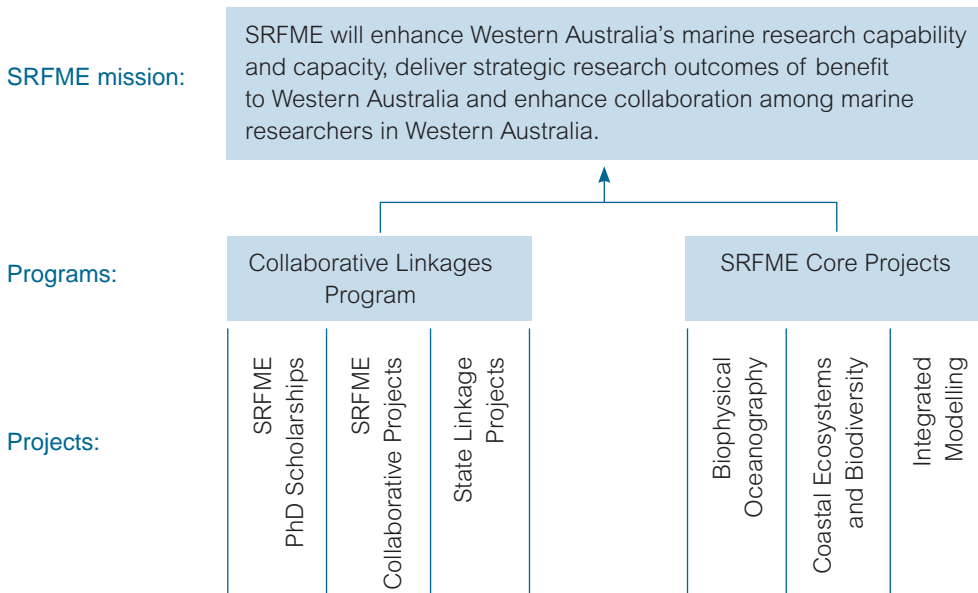 SRFME mission:
SRFME will enhance Western Australia’s marine research capability
and capacity, deliver strategic research outcomes of benefit
to Western Australia and enhance collaboration among marine
researchers in Western Australia.
Programs:
Collaborative Linkages
Program
SRFME Core Projects
Projects:
SRFME
PhD Scholarships
SRFME
Collaborative Projects
State Linkage
Projects
Biophysical
Oceanography
Coastal Ecosystems
and Biodiversity
Integrated
Modelling